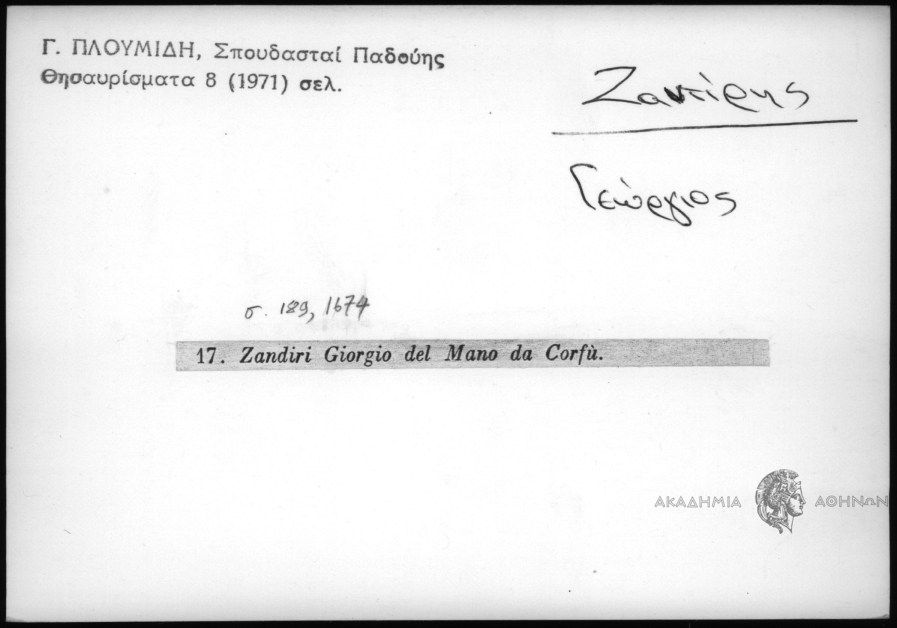 Γ. ΠΛΟΥΜΙΔΗ, Σπουδασταί Παδούης
Θησαυρίσματα 8 (1971) σελ.
Ζαντίρης
Γεώργιος
σ. 189, 1674
17. Zandiri Giorgio del Mano da Corfù.
ΑΚΑΔΗΜΙΑ ΑΘΗΝΩΝ